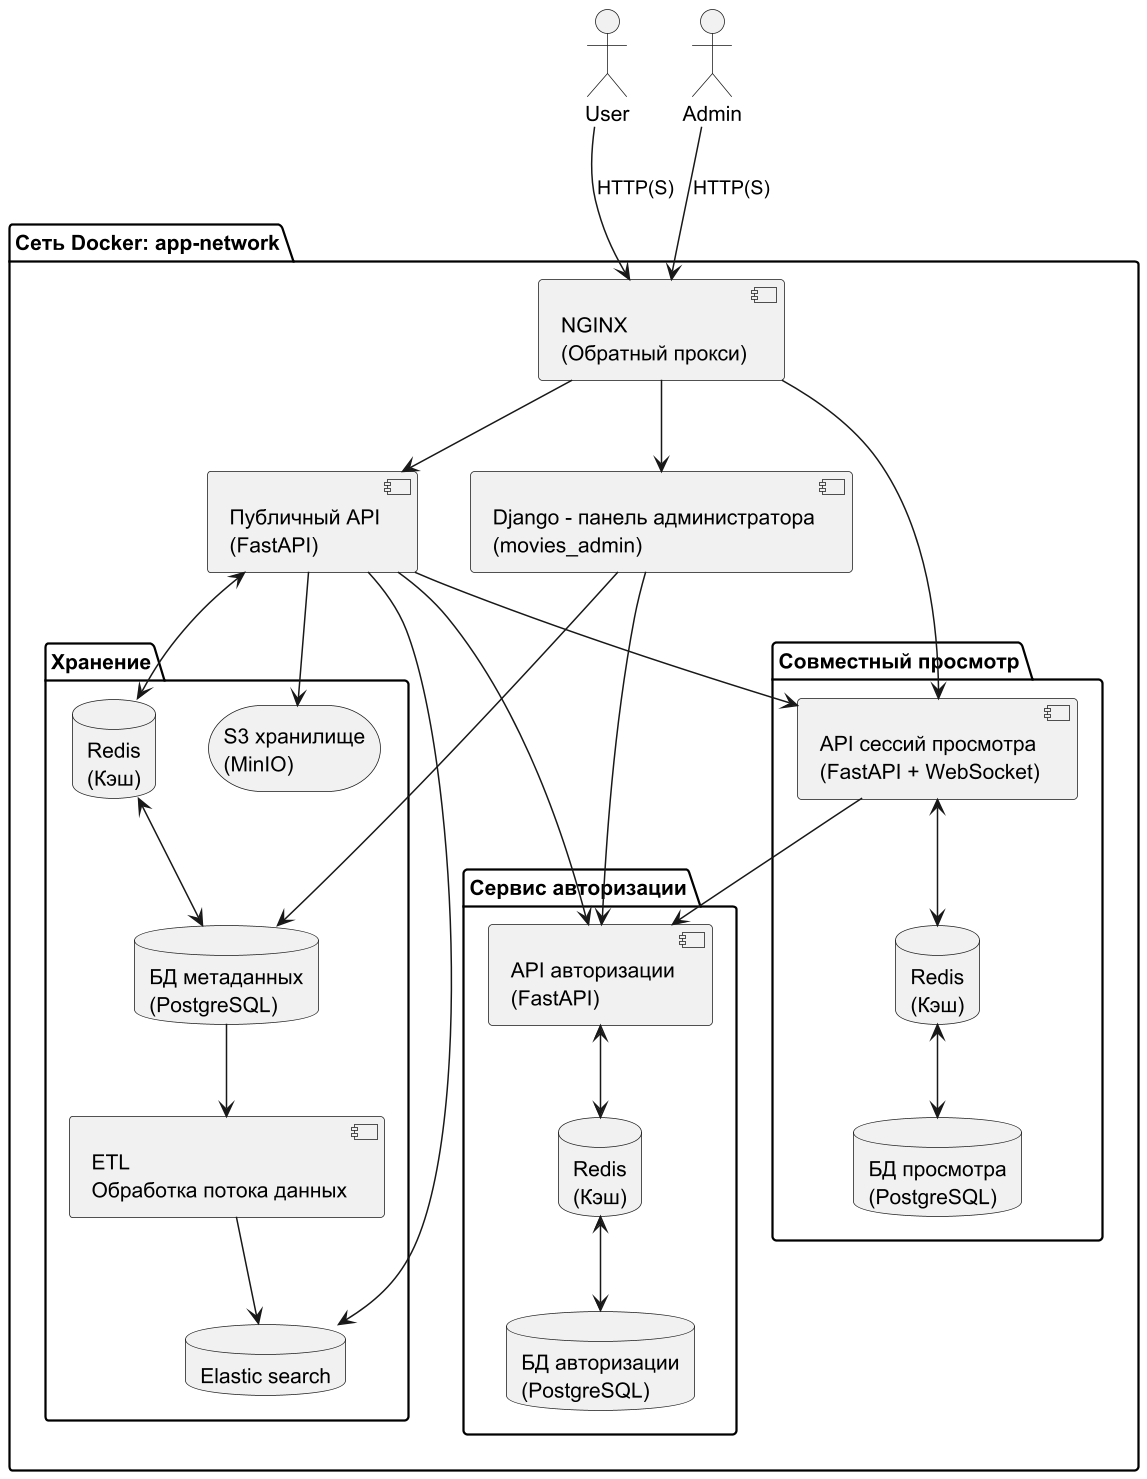 User
Admin
HTTP(S)
HTTP(S)
Сеть Docker: app-network
NGINX
(Обратный прокси)
Публичный API
(FastAPI)
Django - панель администратора
(movies_admin)
Хранение
Redis
(Кэш)
S3 хранилище
(MinIO)
Совместный просмотр
API сессий просмотра
(FastAPI + WebSocket)
Сервис авторизации
БД метаданных
(PostgreSQL)
API авторизации
(FastAPI)
Redis
(Кэш)
ETL
Обработка потока данных
Redis
(Кэш)
БД просмотра
(PostgreSQL)
Elastic search
БД авторизации
(PostgreSQL)